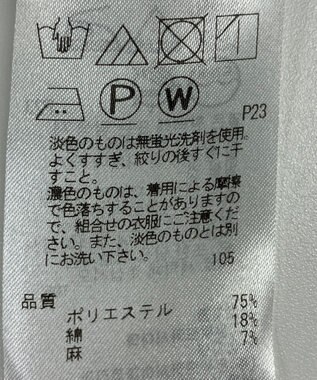 P W
P23
淡色のものは無蛍光洗剤を使用。
よくすすぎ、絞りの後すぐに干
すこと。
濃色のものは、着用による摩擦
で色落ちすることがありますの
で、組合せの衣服にご注意くだ
さい。また、淡色のものとは別
にお洗い下さい。
105
品質
ポリエステル 75%
綿 18%
麻 7%